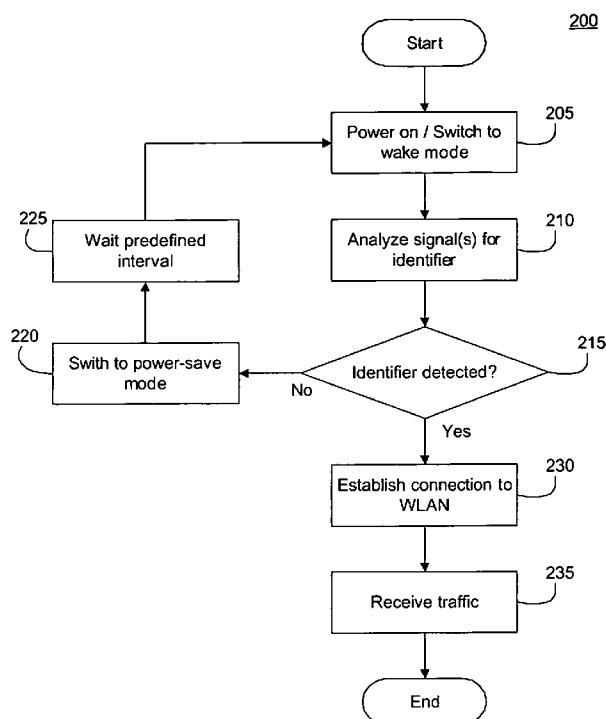 200
Start
205
Power on / Switch to
wake mode
225
Wait predefined
interval
210
Analyze signal(s) for
identifier
220
Swith to power-save
mode
215
Identifier detected?
No
Yes
230
Establish connection to
WLAN
235
Receive traffic
End